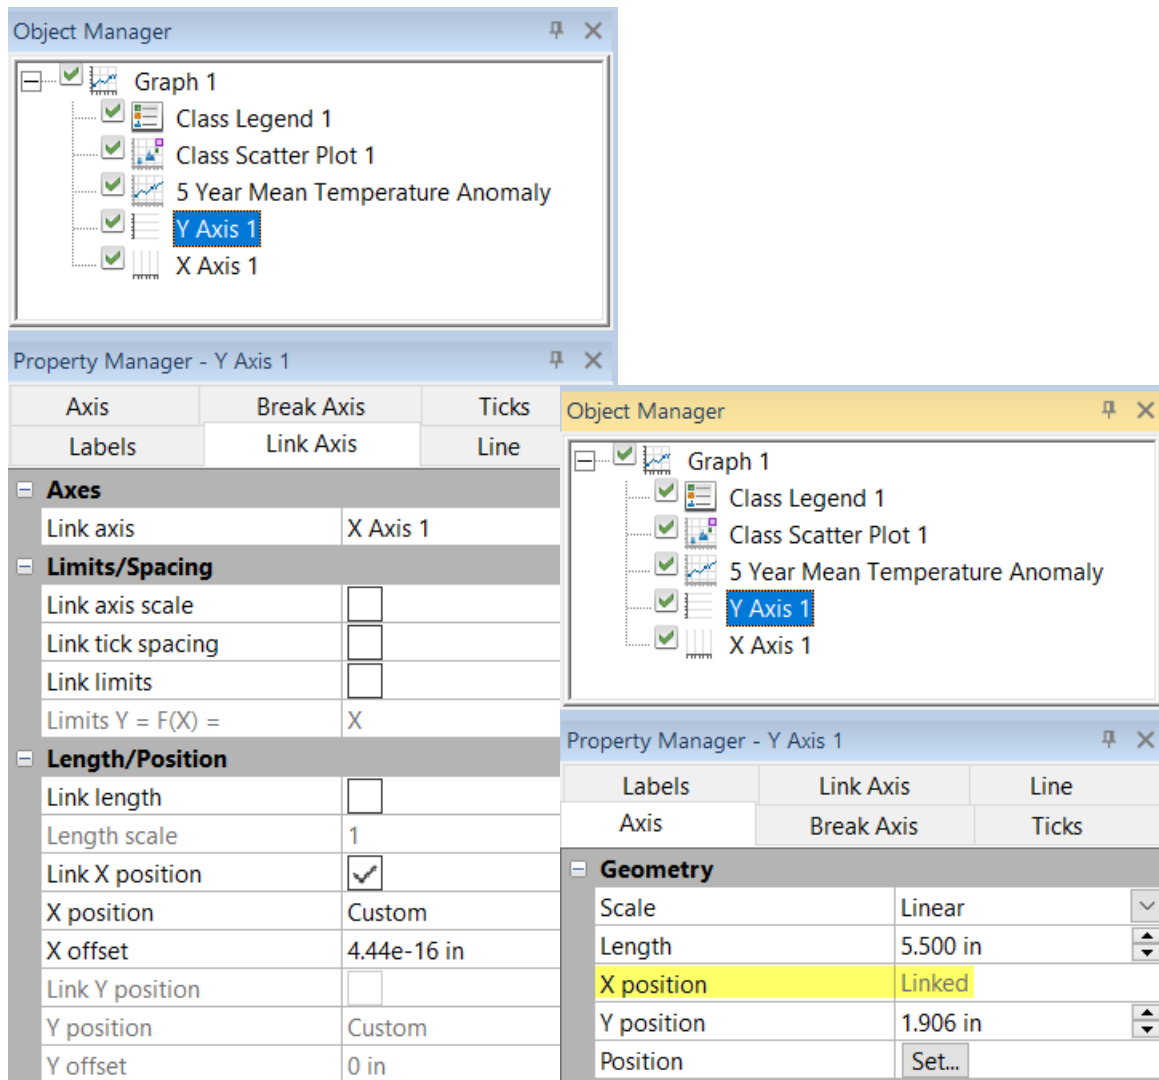 Object Manager
Graph 1
Class Legend 1
Class Scatter Plot 1
5 Year Mean Temperature Anomaly
Y Axis 1
X Axis 1
Property Manager - Y Axis 1
Axis Break Axis Ticks
Labels Link Axis Line
Axes
Link axis X Axis 1
Limits/Spacing
Link axis scale
Link tick spacing
Link limits
Limits Y = F(X) = X
Length/Position
Link length
Length scale 1
Link X position
X position Custom
X offset 4.44e-16 in
Link Y position
Y position Custom
Y offset 0 in
Object Manager
Graph 1
Class Legend 1
Class Scatter Plot 1
5 Year Mean Temperature Anomaly
Y Axis 1
X Axis 1
Property Manager - Y Axis 1
Labels Link Axis Line
Axis Break Axis Ticks
Geometry
Scale Linear
Length 5.500 in
X position Linked
Y position 1.906 in
Position Set...